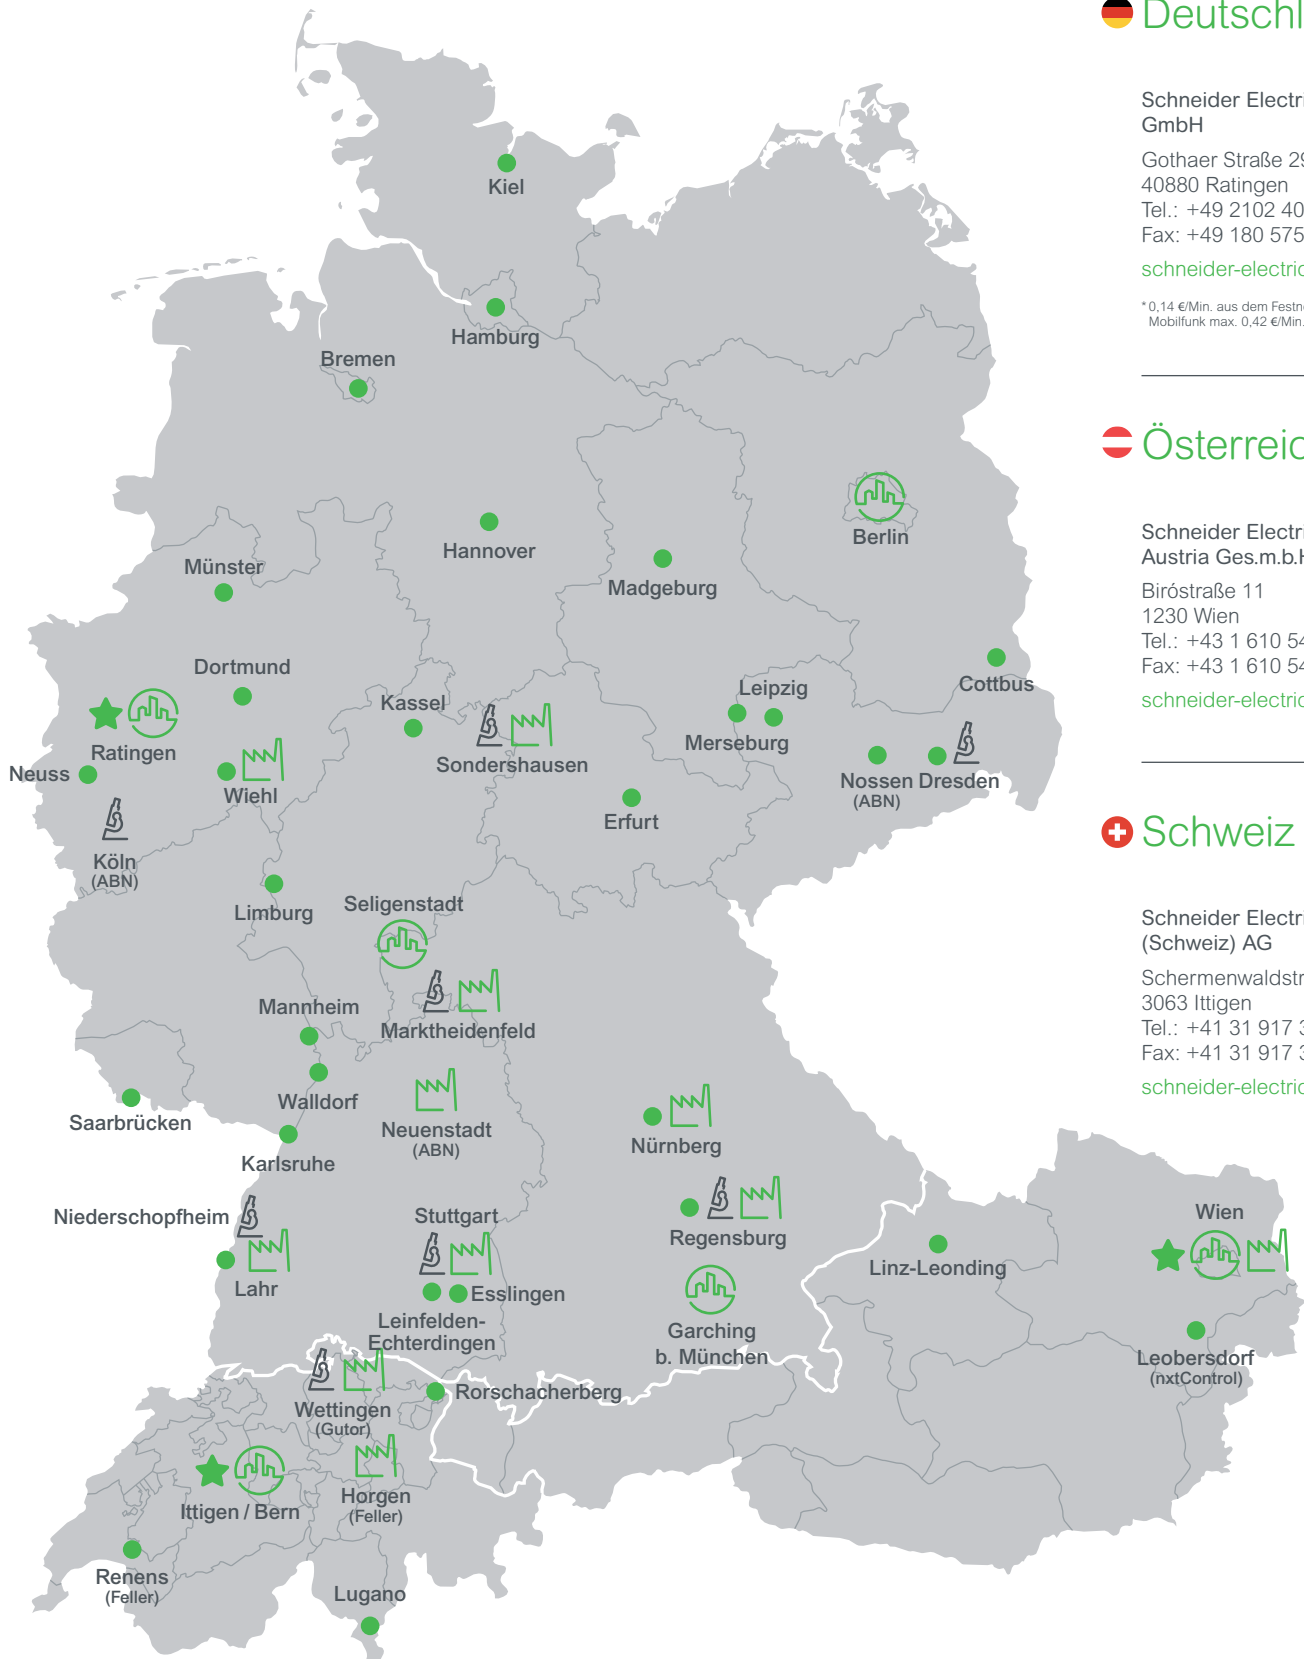 Kiel
Hamburg
Bremen
Hannover
Berlin
Münster
Madgeburg
Dortmund
Kassel
Leipzig
Cottbus
Ratingen
Sondershausen
Merseburg
Neuss
Wiehl
Nossen
(ABN)
Dresden
Erfurt
Köln
(ABN)
Limburg
Seligenstadt
Mannheim
Marktheidenfeld
Walldorf
Saarbrücken
Neuenstadt
(ABN)
Nürnberg
Karlsruhe
Niederschopfheim
Stuttgart
Regensburg
Wien
Linz-Leonding
Lahr
Esslingen
Leinfelden-
Echterdingen
Garching
b. München
Leobersdorf
(nxtControl)
Rorschacherberg
Wettingen
(Gutor)
Ittigen / Bern
Horgen
(Feller)
Renens
(Feller)
Lugano
Deutschl
Schneider Electri
GmbH
Gothaer Straße 29
40880 Ratingen
Tel.: +49 2102 40
Fax: +49 180 575
schneider-electric
* 0,14 €/Min. aus dem Festn
Mobilfunk max. 0,42 €/Min.
Österreic
Schneider Electri
Austria Ges.m.b.H
Biróstraße 11
1230 Wien
Tel.: +43 1 610 54
Fax: +43 1 610 54
schneider-electric
Schweiz
Schneider Electri
(Schweiz) AG
Schermenwaldstr
3063 Ittigen
Tel.: +41 31 917 3
Fax: +41 31 917 3
schneider-electric